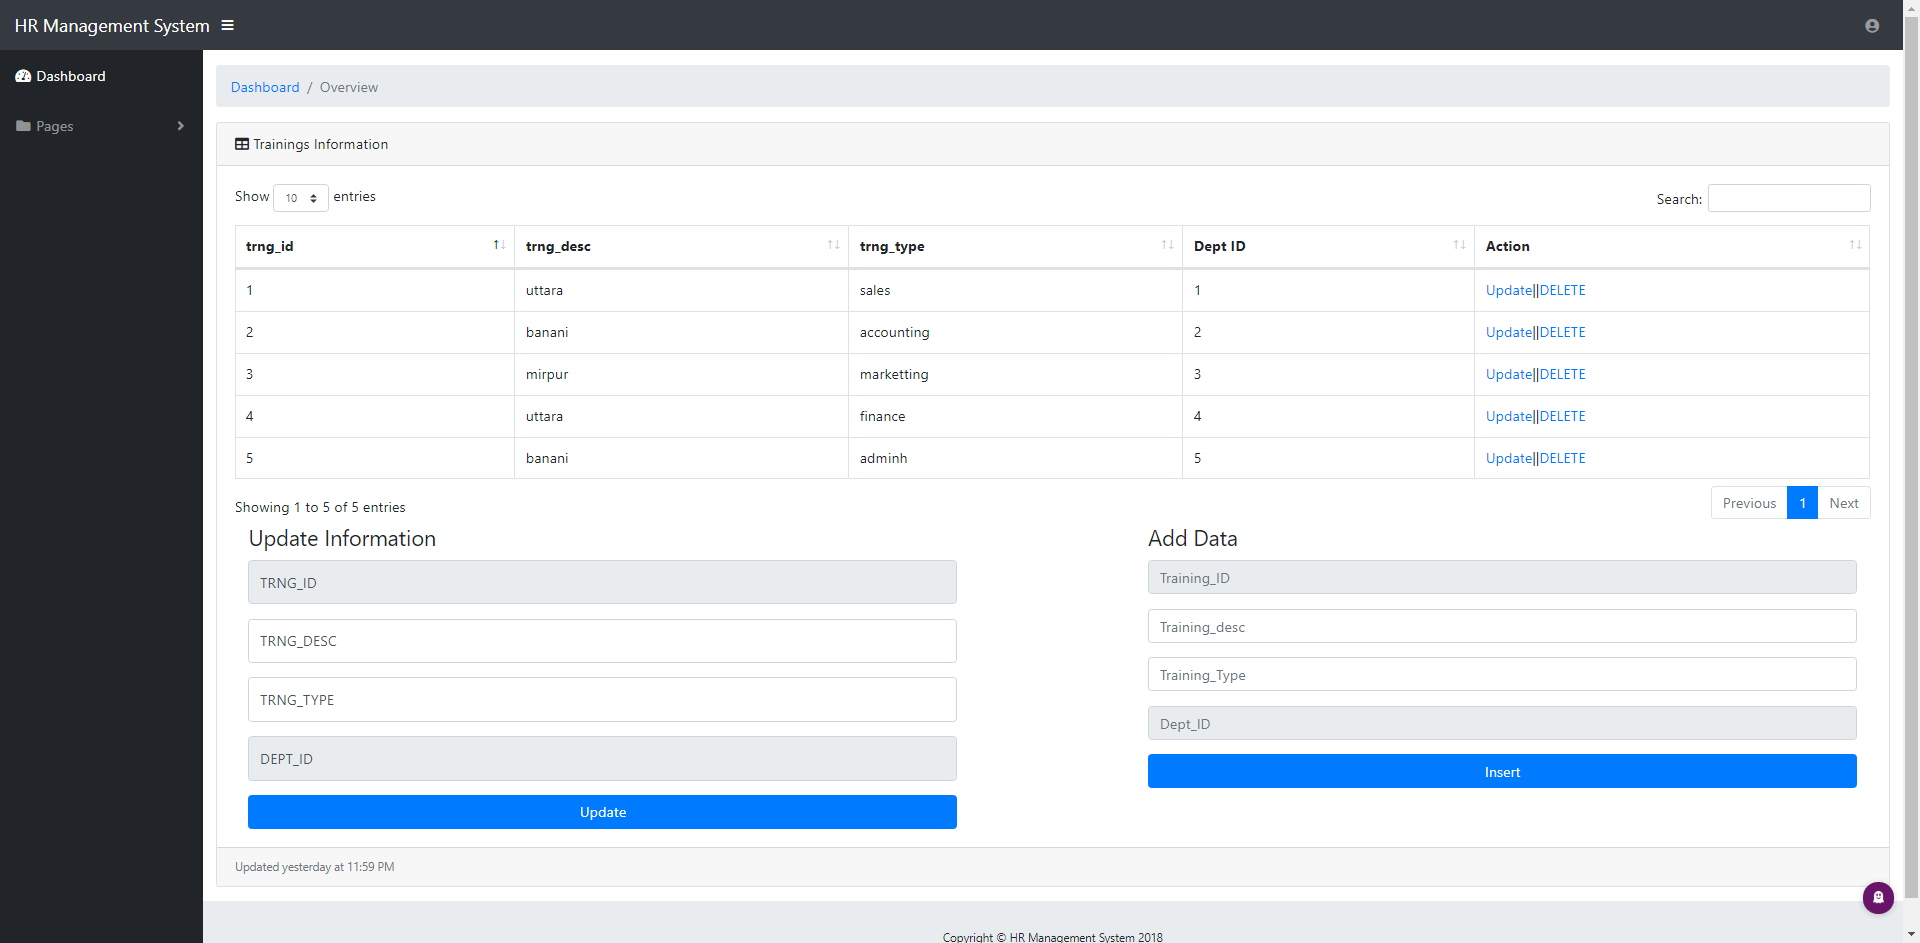 HR Management System
Dashboard
Pages
Dashboard / Overview
Trainings Information
Show 10 entries
Search:
trng_id trng_desc trng_type Dept ID Action
1 uttara sales 1 Update||DELETE
2 banani accounting 2 Update||DELETE
3 mirpur marketting 3 Update||DELETE
4 uttara finance 4 Update||DELETE
5 banani adminh 5 Update||DELETE
Showing 1 to 5 of 5 entries
Previous 1 Next
Update Information
TRNG_ID
TRNG_DESC
TRNG_TYPE
DEPT_ID
Update
Add Data
Training_ID
Training_desc
Training_Type
Dept_ID
Insert
Updated yesterday at 11:59 PM
Copyright © HR Management System 2018